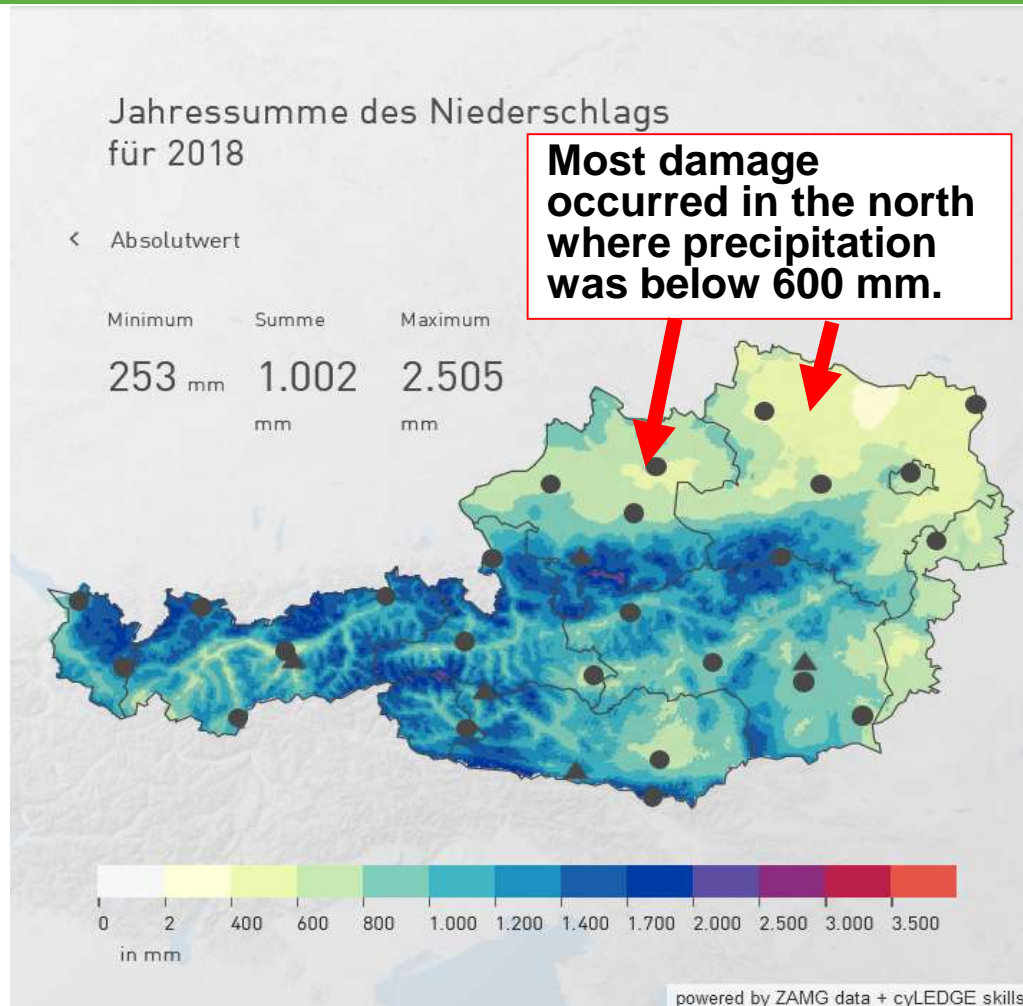 Jahressumme des Niederschlags
für 2018
Most damage
occurred in the north
where precipitation
was below 600 mm.
< Absolutwert
Minimum Summe Maximum
253 mm 1.002 2.505
mm mm
0 2 400 600 800 1.000 1.200 1.400 1.700 2.000 2.500 3.000 3.500
in mm
powered by ZAMG data + cyLEDGE skills